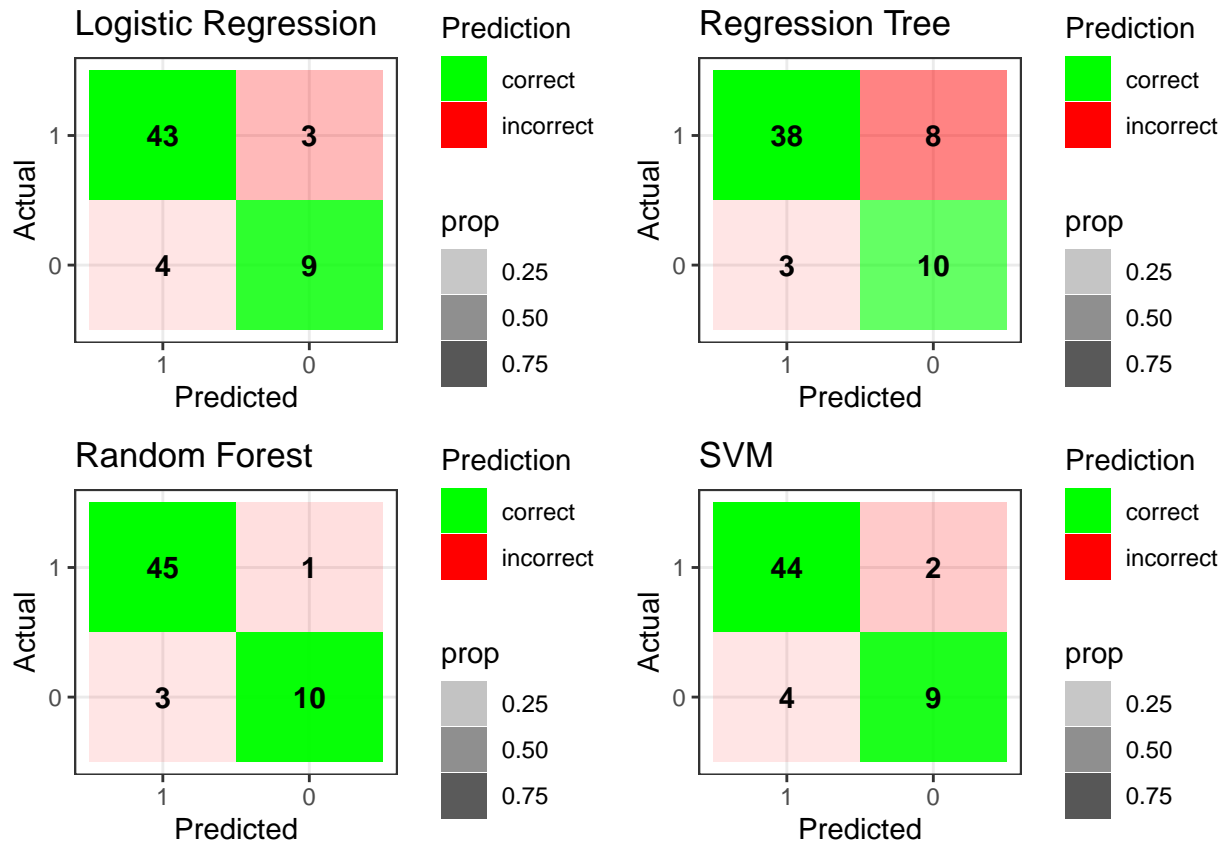 Logistic Regression
Prediction
correct
incorrect
prop
0.25
0.50
0.75
Actual
1
0
43
3
4
9
1
0
Predicted
Regression Tree
Prediction
correct
incorrect
prop
0.25
0.50
0.75
Actual
1
0
38
8
3
10
1
0
Predicted
Random Forest
Prediction
correct
incorrect
prop
0.25
0.50
0.75
Actual
1
0
45
1
3
10
1
0
Predicted
SVM
Prediction
correct
incorrect
prop
0.25
0.50
0.75
Actual
1
0
44
2
4
9
1
0
Predicted